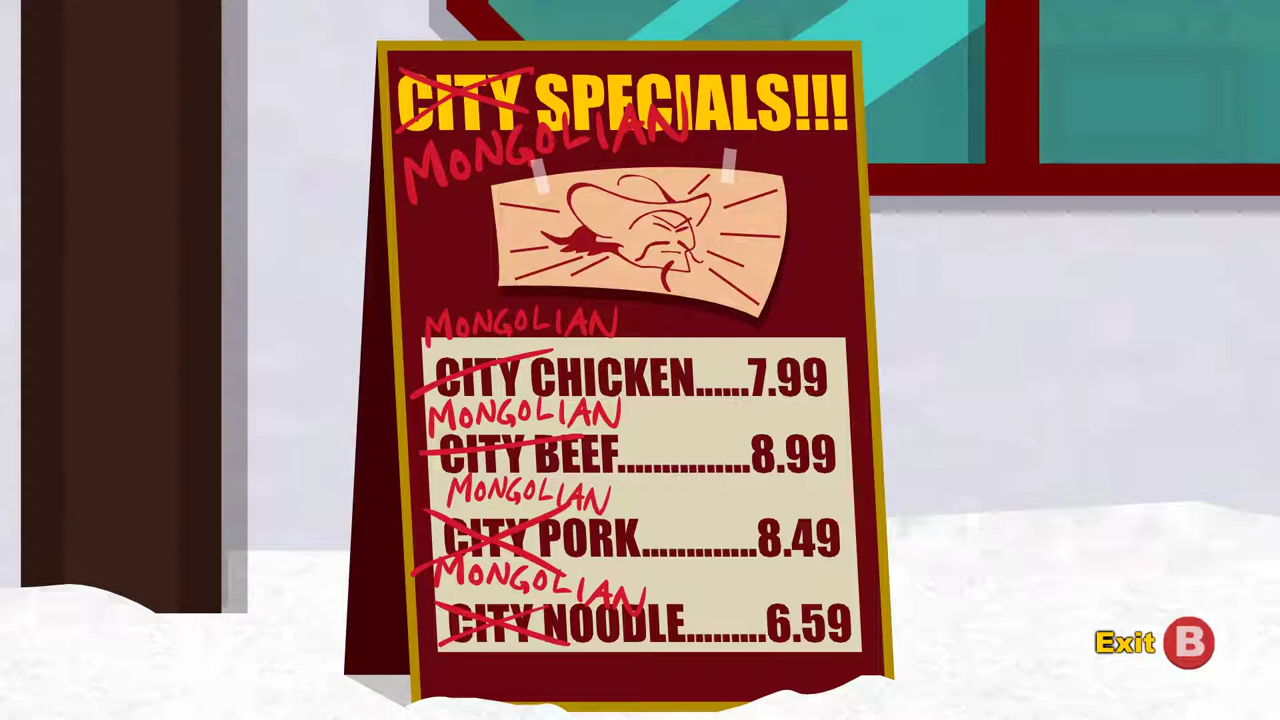 CITY SPECIALS!!!
MONGOLIAN
MONGOLIAN
CITY CHICKEN......7.99
MONGOLIAN
CITY BEEF...............8.99
MONGOLIAN
CITY PORK.............8.49
MONGOLIAN
CITY NOODLE.........6.59
Exit B